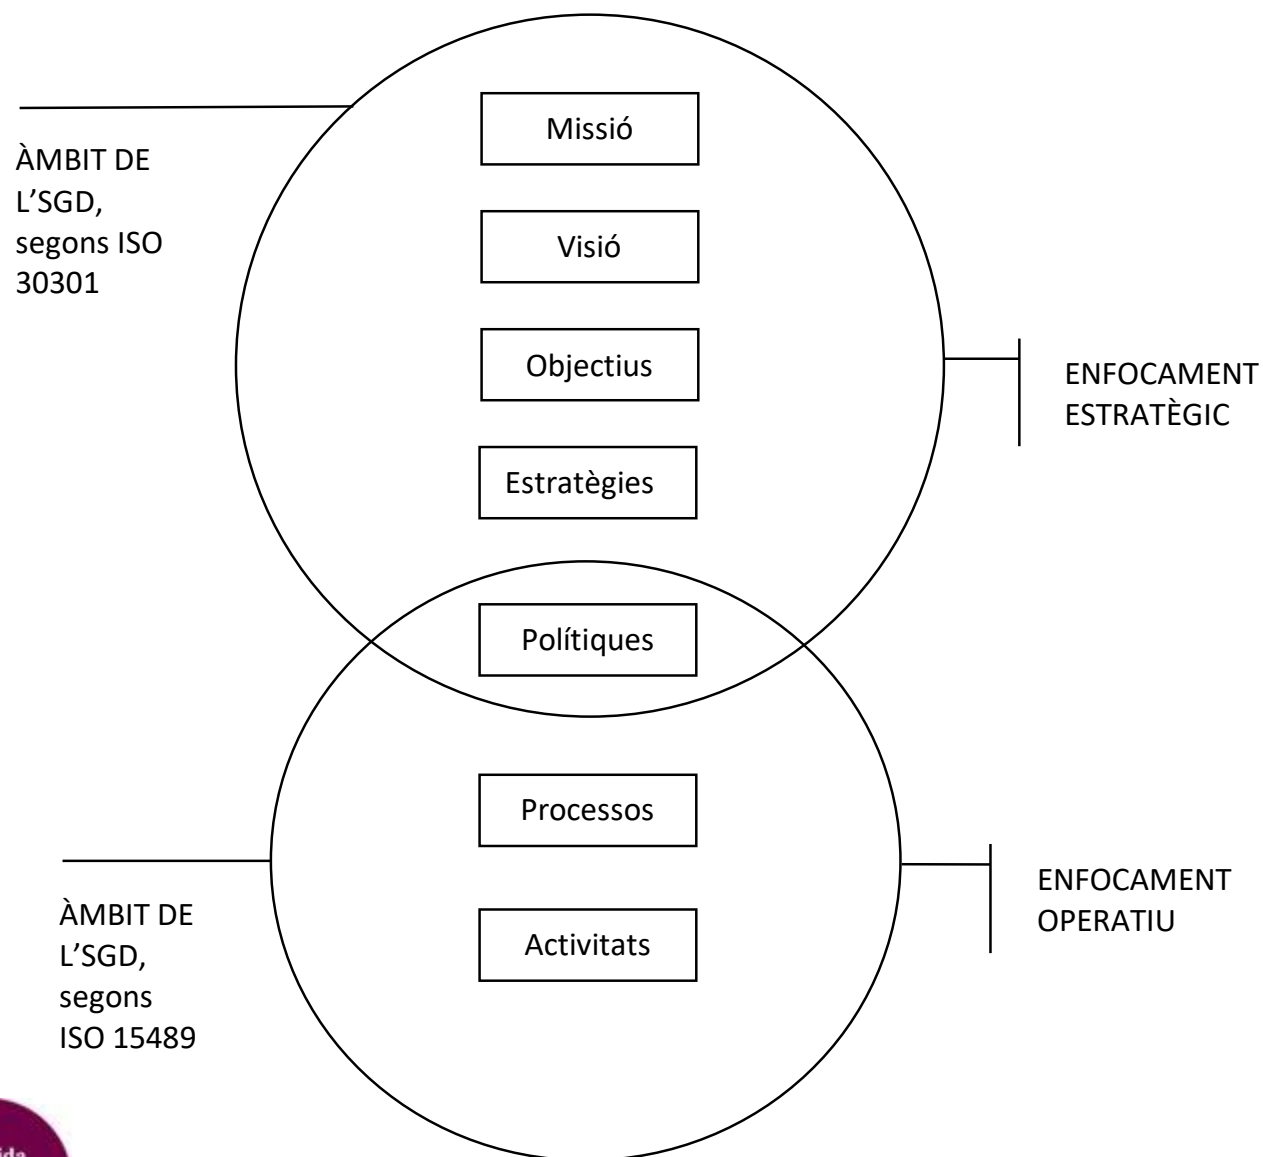 Missió
ÀMBIT DE
L’SGD,
segons ISO
30301
Visió
Objectius
ENFOCAMENT
ESTRATÈGIC
Estratègies
Polítiques
Processos
ÀMBIT DE
L’SGD,
segons
ISO 15489
ENFOCAMENT
OPERATIU
Activitats